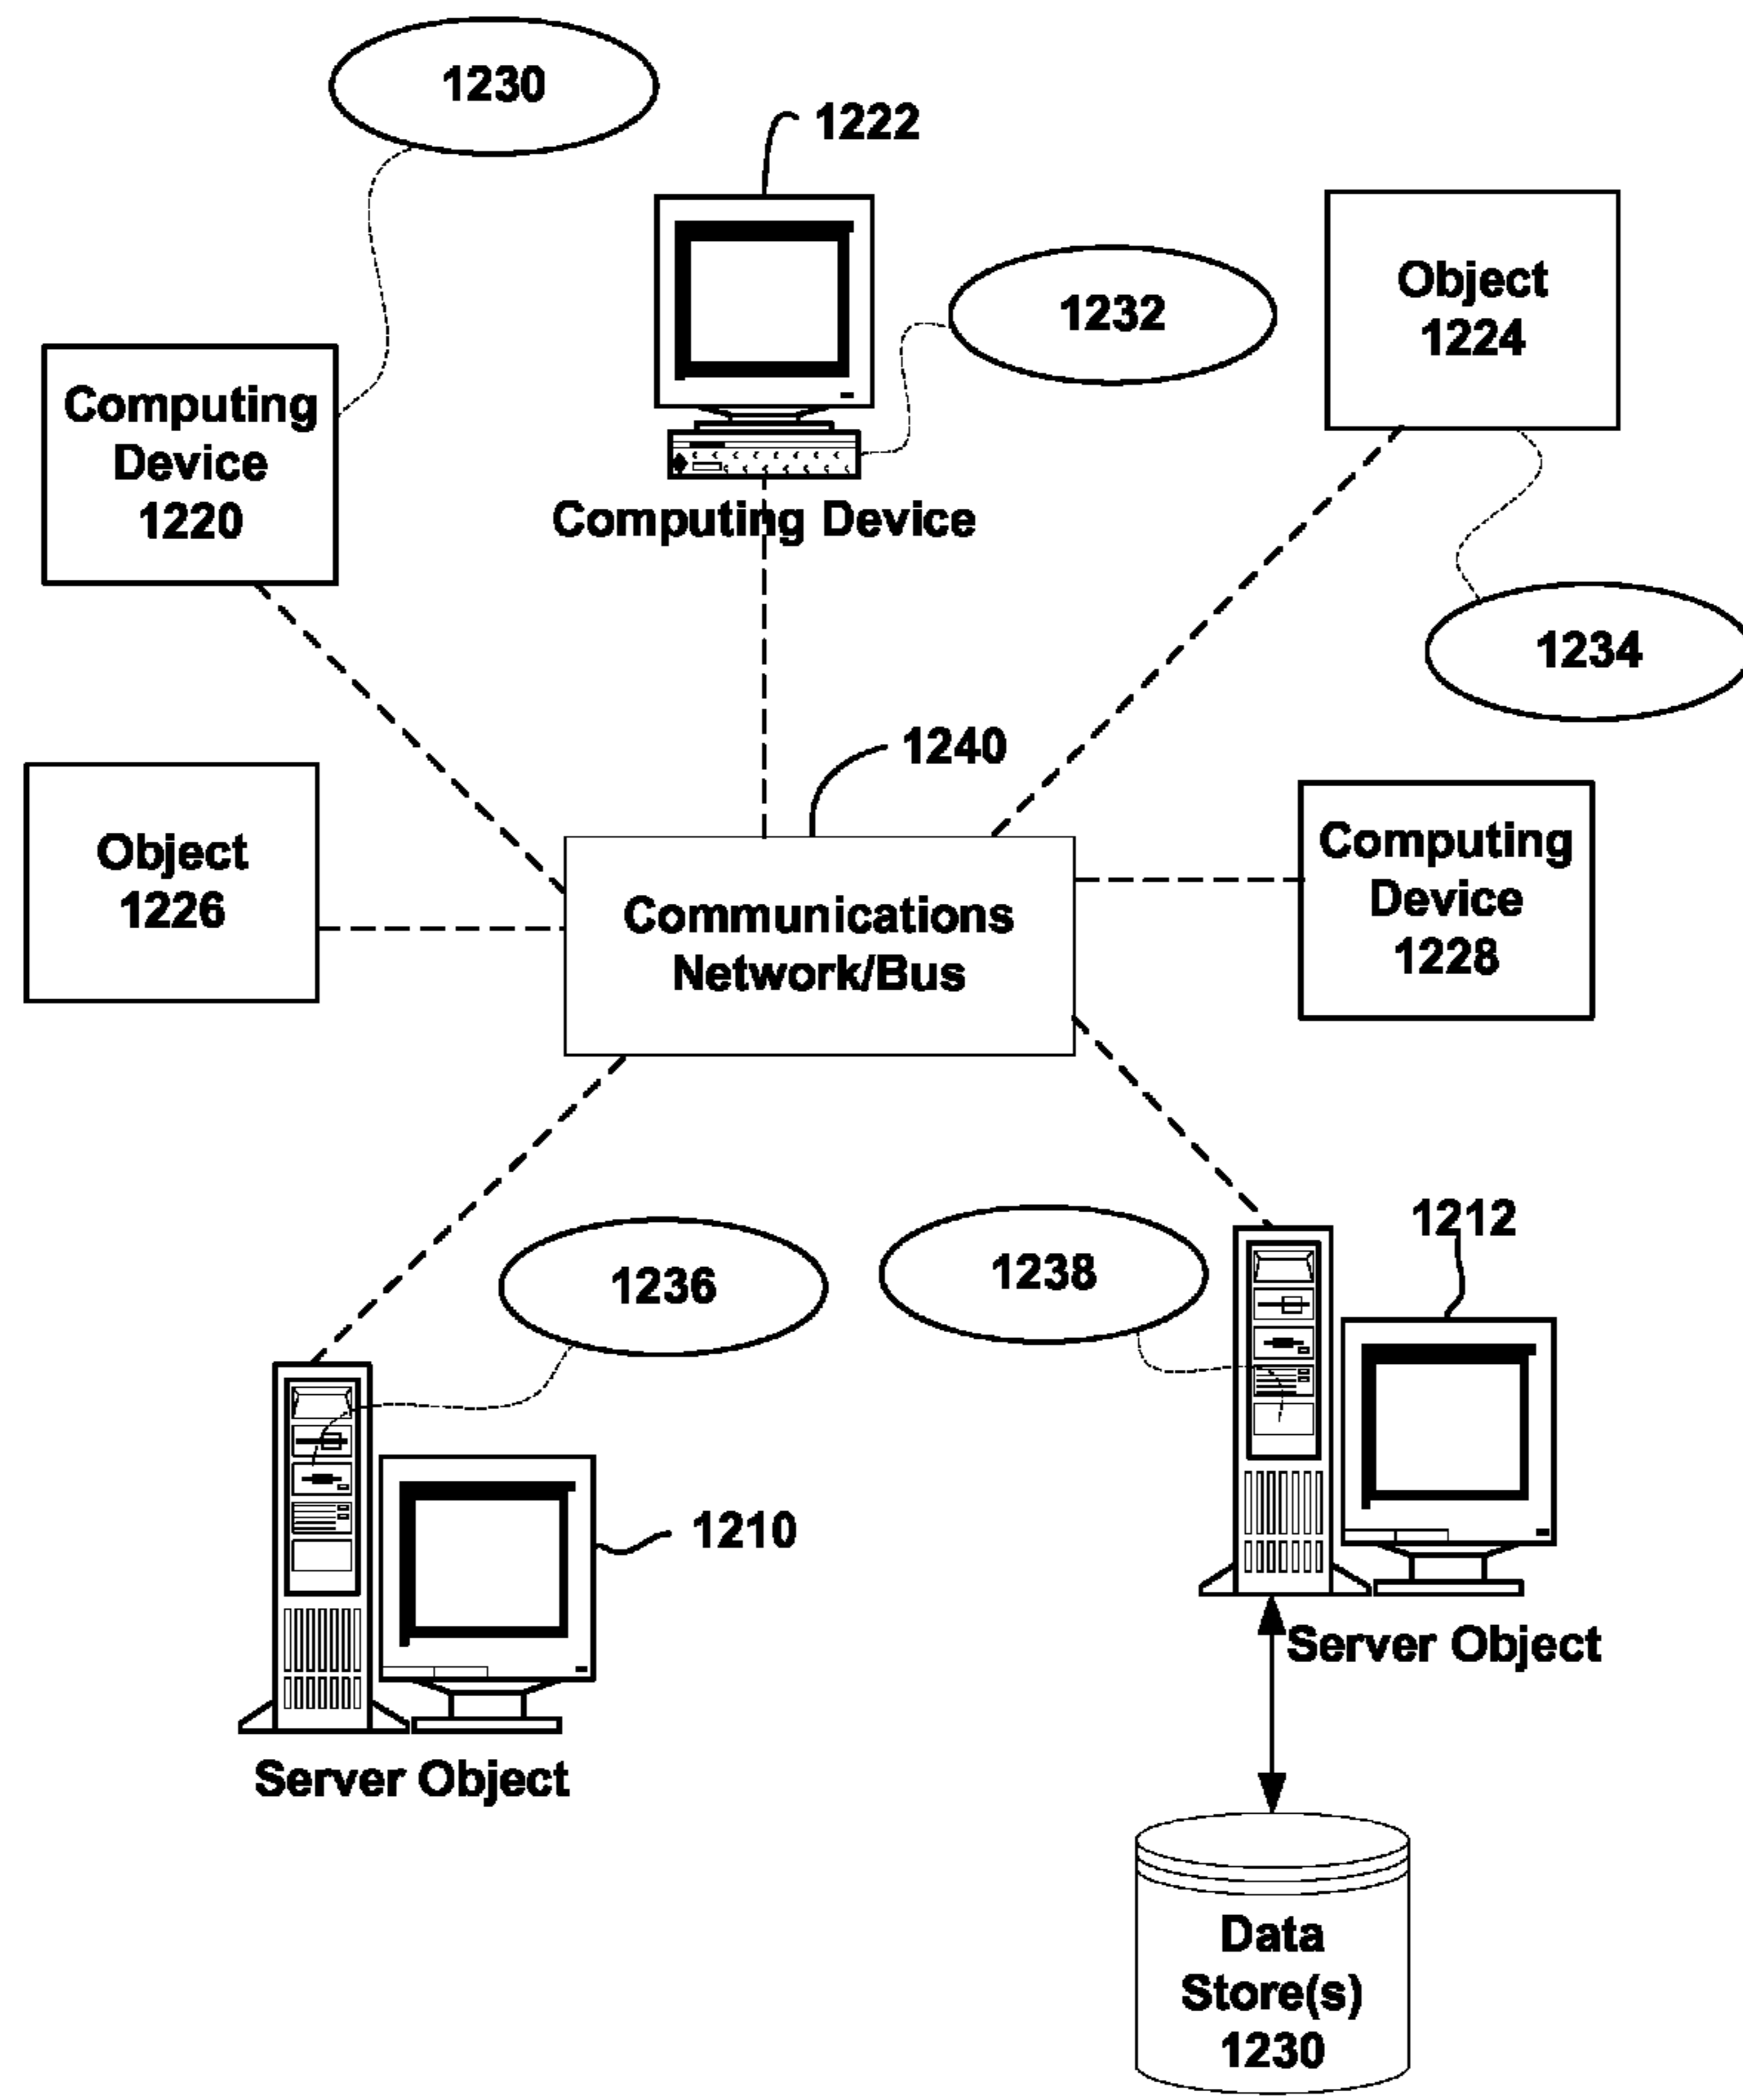 1230
1222
1232
Object
1224
Computing
Device
1220
Computing Device
1234
1240
Object
1226
Communications
Network/Bus
Computing
Device
1228
1236
1238
1212
1210
Server Object
Server Object
Data
Store(s)
1230